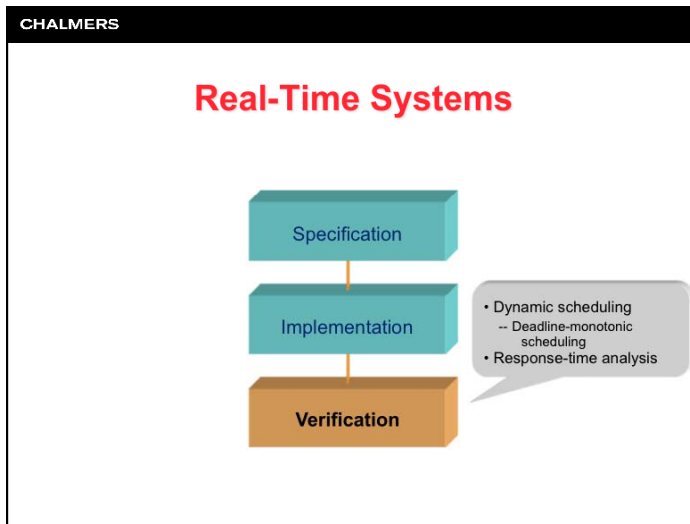 CHALMERS
Real-Time Systems
Specification
Implementation
• Dynamic scheduling
-- Deadline-monotonic
scheduling
• Response-time analysis
Verification